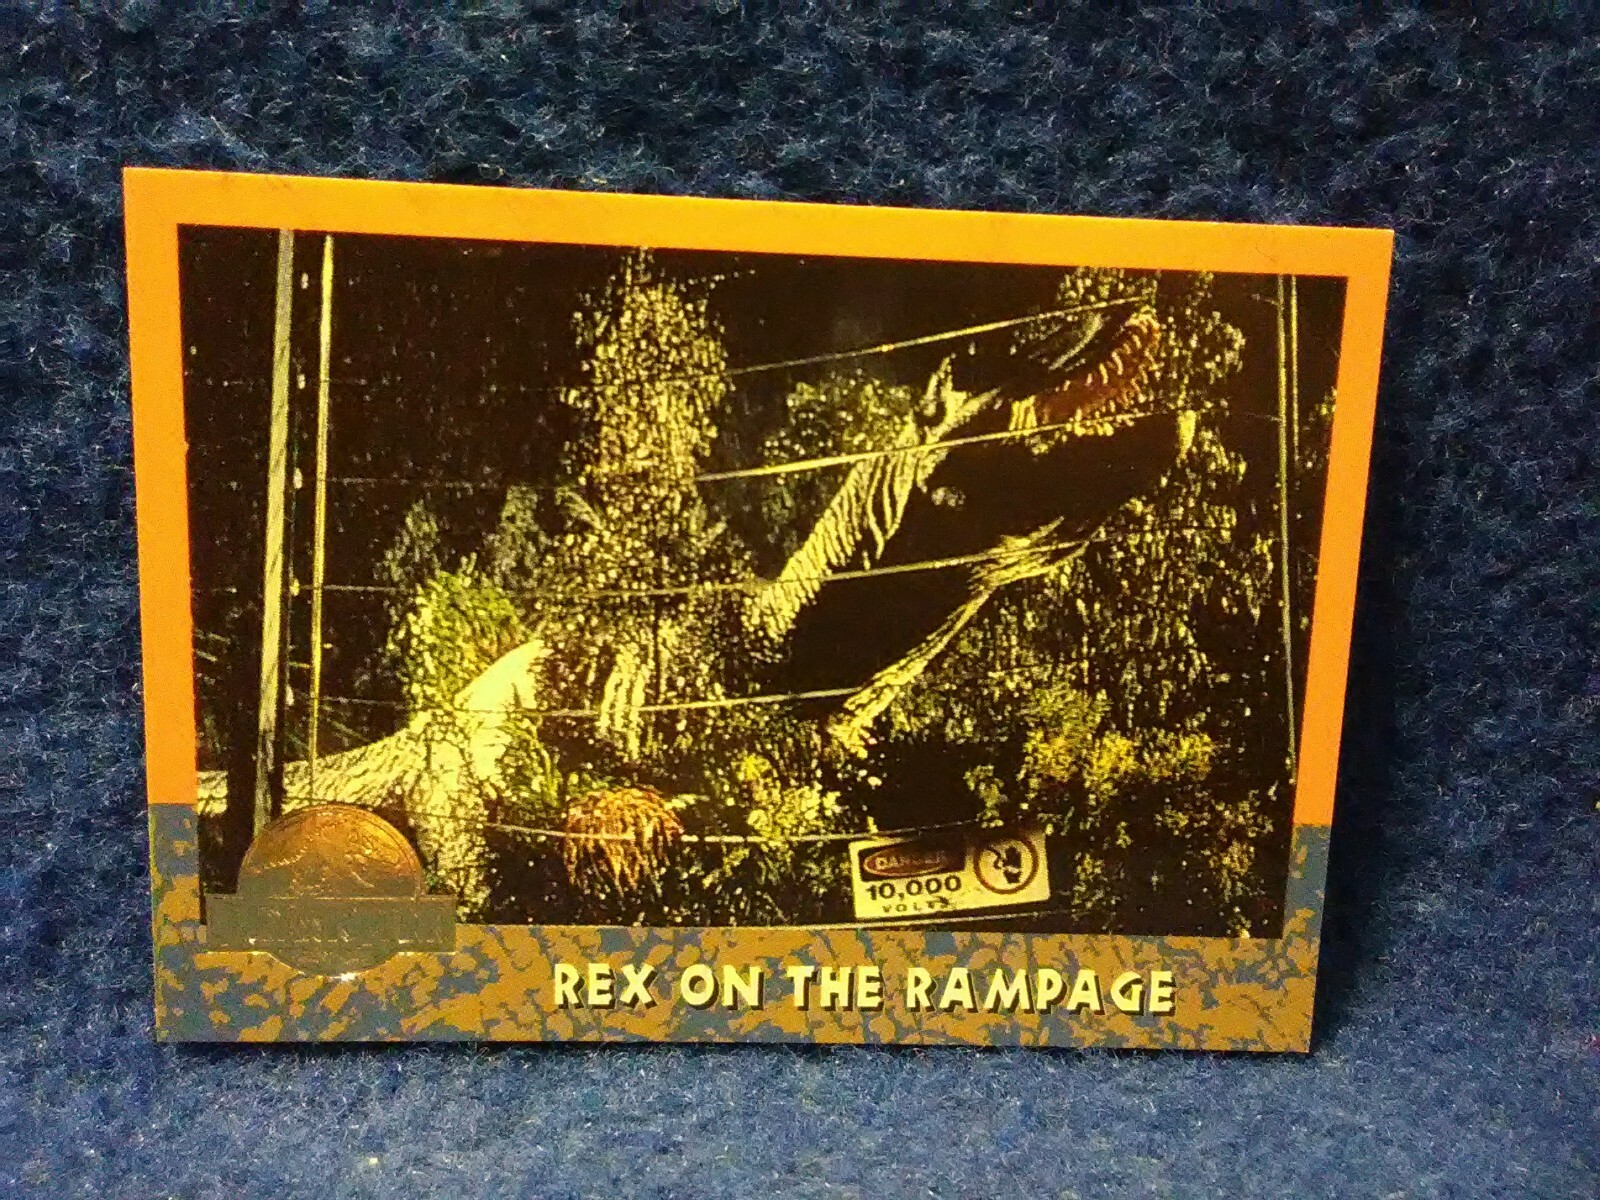 DANGER
10,000
VOLTS
REX ON THE RAMPAGE